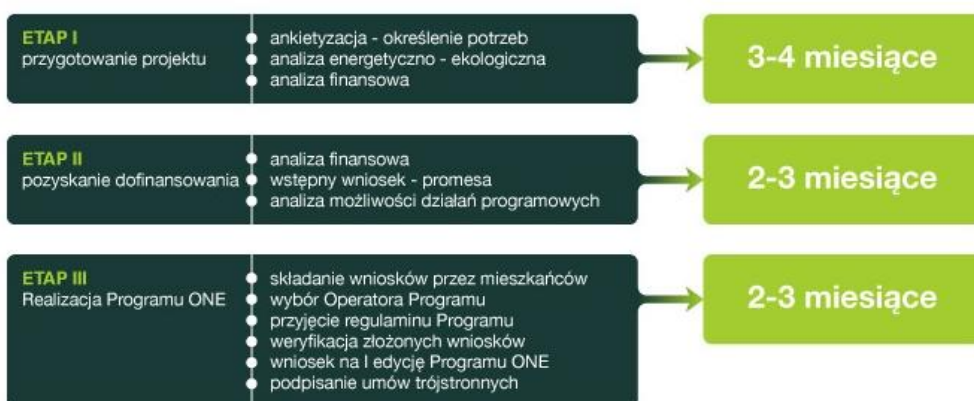 ETAP I
przygotowanie projektu
ankietyzacja - określenie potrzeb
analiza energetyczno - ekologiczna
analiza finansowa
3-4 miesiące
ETAP II
pozyskanie dofinansowania
analiza finansowa
wstępny wniosek - promesa
analiza możliwości działań programowych
2-3 miesiące
ETAP III
Realizacja Programu ONE
składanie wniosków przez mieszkańców
wybór Operatora Programu
przyjęcie regulaminu Programu
weryfikacja złożonych wniosków
wniosek na I edycję Programu ONE
podpisanie umów trójstronnych
2-3 miesiące